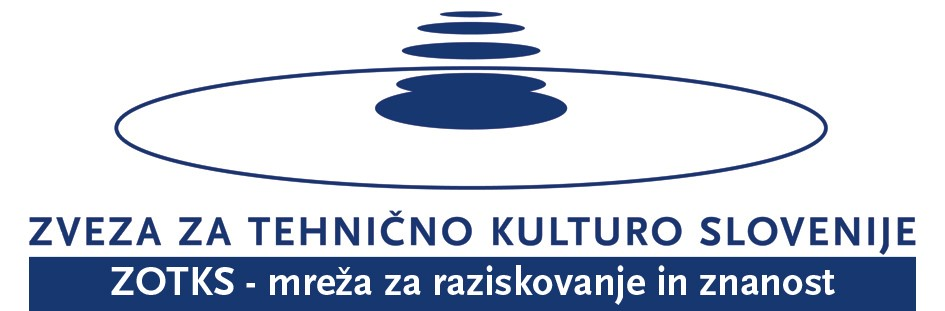 ZVEZA ZA TEHNIČNO KULTURO SLOVENIJE
ZOTKS - mreža za raziskovanje in znanost